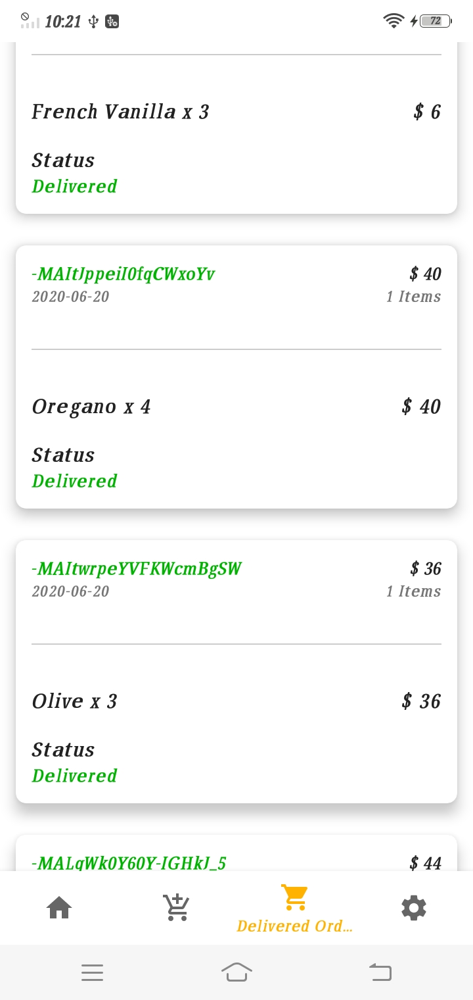 10:21
72
French Vanilla x 3 $ 6
Status
Delivered
-MAItJppeiI0fqCWxoYv $ 40
2020-06-20 1 Items
Oregano x 4 $ 40
Status
Delivered
-MAItwrpeYVFKWcmBgSW $ 36
2020-06-20 1 Items
Olive x 3 $ 36
Status
Delivered
-MALqWk0Y60Y-IGHkJ_5 $ 44
Delivered Ord...